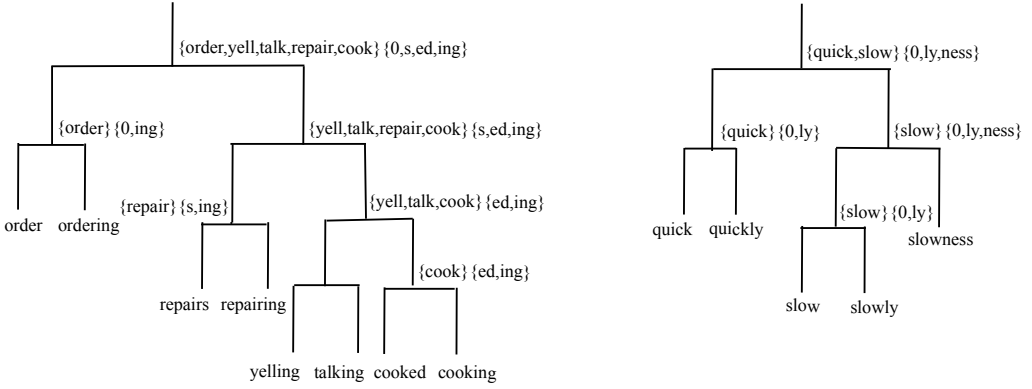 {order,yell,talk,repair,cook}{0,s,ed,ing}
{quick,slow}{0,ly,ness}
{order}{0,ing}
{yell,talk,repair,cook}{s,ed,ing}
{quick}{0,ly}
{slow}{0,ly,ness}
order
ordering
{repair}{s,ing}
{yell,talk,cook}{ed,ing}
quick
quickly
{slow}{0,ly}
slowness
repairs
repairing
{cook}{ed,ing}
slow
slowly
yelling
talking
cooked
cooking